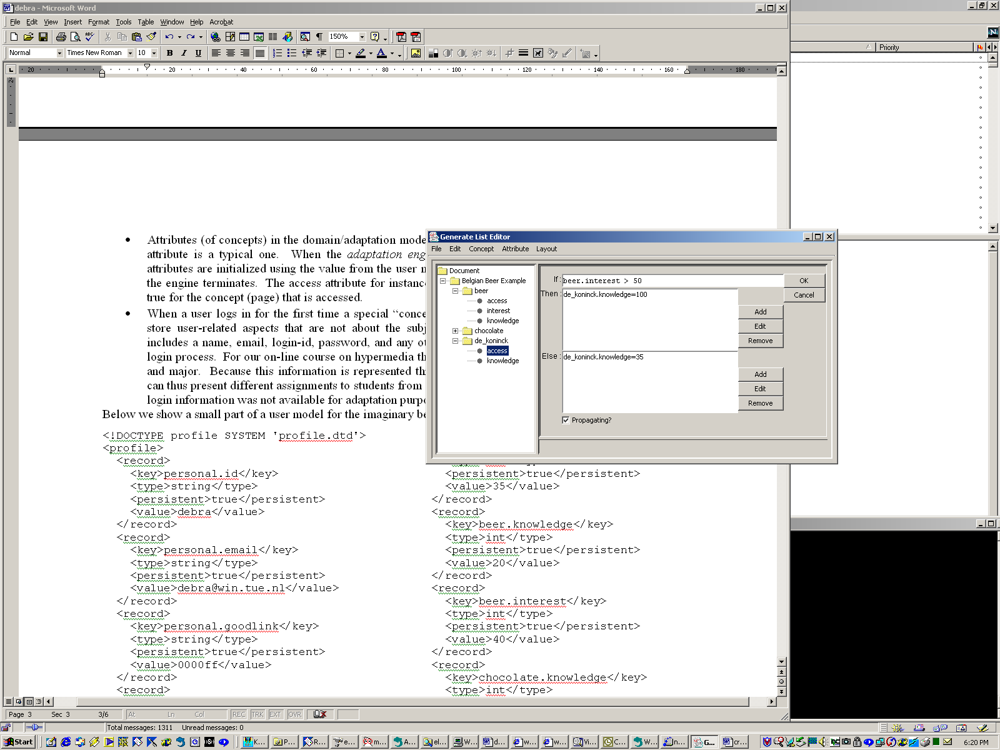 debra - Microsoft Word
File Edit View Insert Format Tools Table Window Help Acrobat
150%
Normal Times New Roman 10 B I U A
Priority
20 20 40 60 80 100 120 140 160 180
Attributes (of concepts) in the domain/adaptation mode
attribute is a typical one. When the adaptation eng
attributes are initialized using the value from the user n
the engine terminates. The access attribute for instanc
true for the concept (page) that is accessed.
When a user logs in for the first time a special “conce
store user-related aspects that are not about the subj
includes a name, email, login-id, password, and any ot
login process. For our on-line course on hypermedia th
and major. Because this information is represented thr
can thus present different assignments to students from
login information was not available for adaptation purpo
Below we show a small part of a user model for the imaginary be
<!DOCTYPE profile SYSTEM 'profile.dtd'>
<profile>
<record>
<key>personal.id</key>
<type>string</type>
<persistent>true</persistent>
<value>debra</value>
</record>
<record>
<key>personal.email</key>
<type>string</type>
<persistent>true</persistent>
<value>debra@win.tue.nl</value>
</record>
<record>
<key>personal.goodlink</key>
<type>string</type>
<persistent>true</persistent>
<value>0000ff</value>
</record>
<record>
<persistent>true</persistent>
<value>35</value>
</record>
<record>
<key>beer.knowledge</key>
<type>int</type>
<persistent>true</persistent>
<value>20</value>
</record>
<record>
<key>beer.interest</key>
<type>int</type>
<persistent>true</persistent>
<value>40</value>
</record>
<record>
<key>chocolate.knowledge</key>
<type>int</type>
Generate List Editor
File Edit Concept Attribute Layout
Document
Belgian Beer Example
beer
access
interest
knowledge
chocolate
de_koninck
access
knowledge
If: beer.interest > 50 OK
Then: de_koninck.knowledge=100 Cancel
Add
Edit
Remove
Else: de_koninck.knowledge=35
Add
Edit
Remove
Propagating?
Page 3 Sec 3 3/6 At Ln Col REC TRK EXT OVR
Total messages: 1311 Unread messages: 0
Start K... P... R... e... m... A... el... W... d... w... w... Vi... C... W... n... G... cr... 6:20 PM